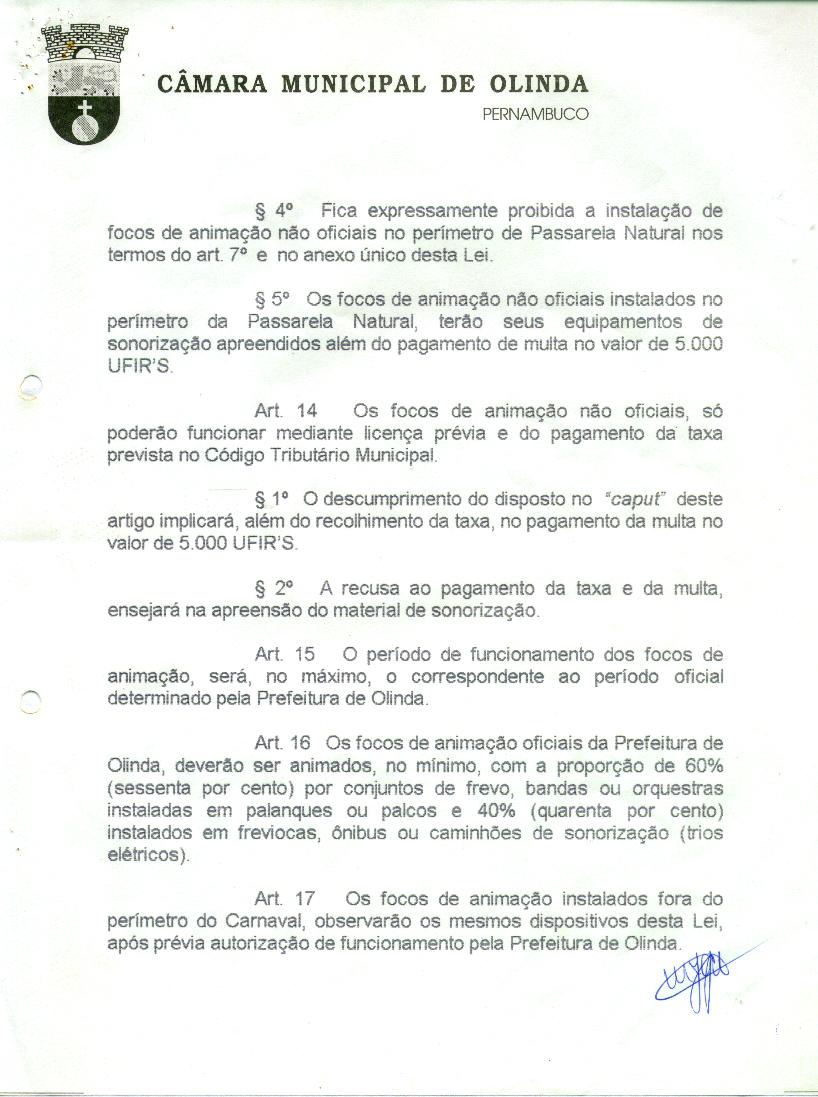 CÂMARA MUNICIPAL DE OLINDA
PERNAMBUCO
§ 4º Fica expressamente proibida a instalação de
focos de animação não oficiais no perímetro de Passarela Natural nos
termos do art. 7º e no anexo único desta Lei.
§ 5º Os focos de animação não oficiais instalados no
perímetro da Passarela Natural, terão seus equipamentos de
sonorização apreendidos além do pagamento de multa no valor de 5.000
UFIR'S.
Art. 14 Os focos de animação não oficiais, só
poderão funcionar mediante licença prévia e do pagamento da taxa
prevista no Código Tributário Municipal.
§ 1º O descumprimento do disposto no "caput" deste
artigo implicará, além do recolhimento da taxa, no pagamento da multa no
valor de 5.000 UFIR'S.
§ 2º A recusa ao pagamento da taxa e da multa,
ensejará na apreensão do material de sonorização.
Art. 15 O período de funcionamento dos focos de
animação, será, no máximo, o correspondente ao período oficial
determinado pela Prefeitura de Olinda.
Art. 16 Os focos de animação oficiais da Prefeitura de
Olinda, deverão ser animados, no mínimo, com a proporção de 60%
(sessenta por cento) por conjuntos de frevo, bandas ou orquestras
instaladas em palanques ou palcos e 40% (quarenta por cento)
instalados em freviocas, ônibus ou caminhões de sonorização (trios
elétricos).
Art. 17 Os focos de animação instalados fora do
perímetro do Carnaval, observarão os mesmos dispositivos desta Lei,
após prévia autorização de funcionamento pela Prefeitura de Olinda.